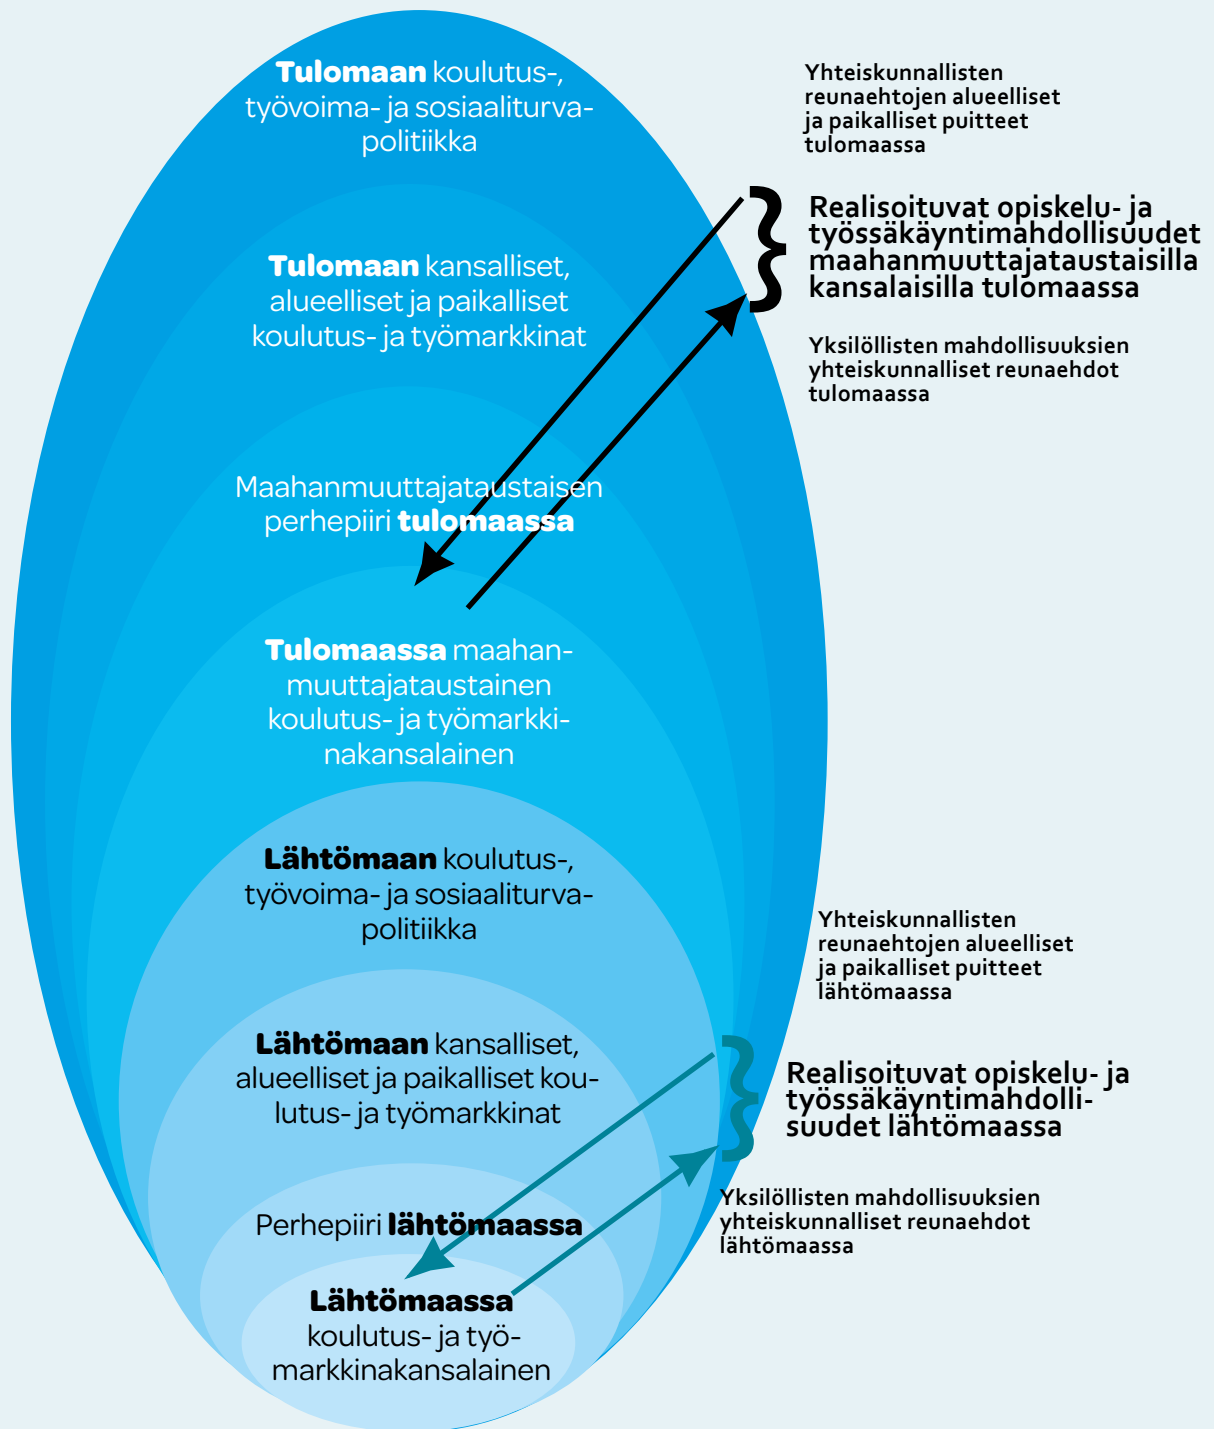 Tulomaan koulutus-,
työvoima- ja sosiaaliturva-
politiikka
Yhteiskunnallisten
reunaehtojen alueelliset
ja paikalliset puitteet
tulomaassa
Realisoituvat opiskelu- ja
työssäkäyntimahdollisuudet
maahanmuuttajataustaisilla
kansalaisilla tulomaassa
Tulomaan kansalliset,
alueelliset ja paikalliset
koulutus- ja työmarkkinat
Yksilöllisten mahdollisuuksien
yhteiskunnalliset reunaehdot
tulomaassa
Maahanmuuttajataustaisen
perhepiiri tulomaassa
Tulomaassa maahan-
muuttajataustainen
koulutus- ja työmarkki-
nakansalainen
Lähtömaan koulutus-,
työvoima- ja sosiaaliturva-
politiikka
Yhteiskunnallisten
reunaehtojen alueelliset
ja paikalliset puitteet
lähtömaassa
Lähtömaan kansalliset,
alueelliset ja paikalliset kou-
lutus- ja työmarkkinat
Realisoituvat opiskelu- ja
työssäkäyntimahdolli-
suudet lähtömaassa
Yksilöllisten mahdollisuuksien
yhteiskunnalliset reunaehdot
lähtömaassa
Perhepiiri lähtömaassa
Lähtömaassa
koulutus- ja työ-
markkinakansalainen